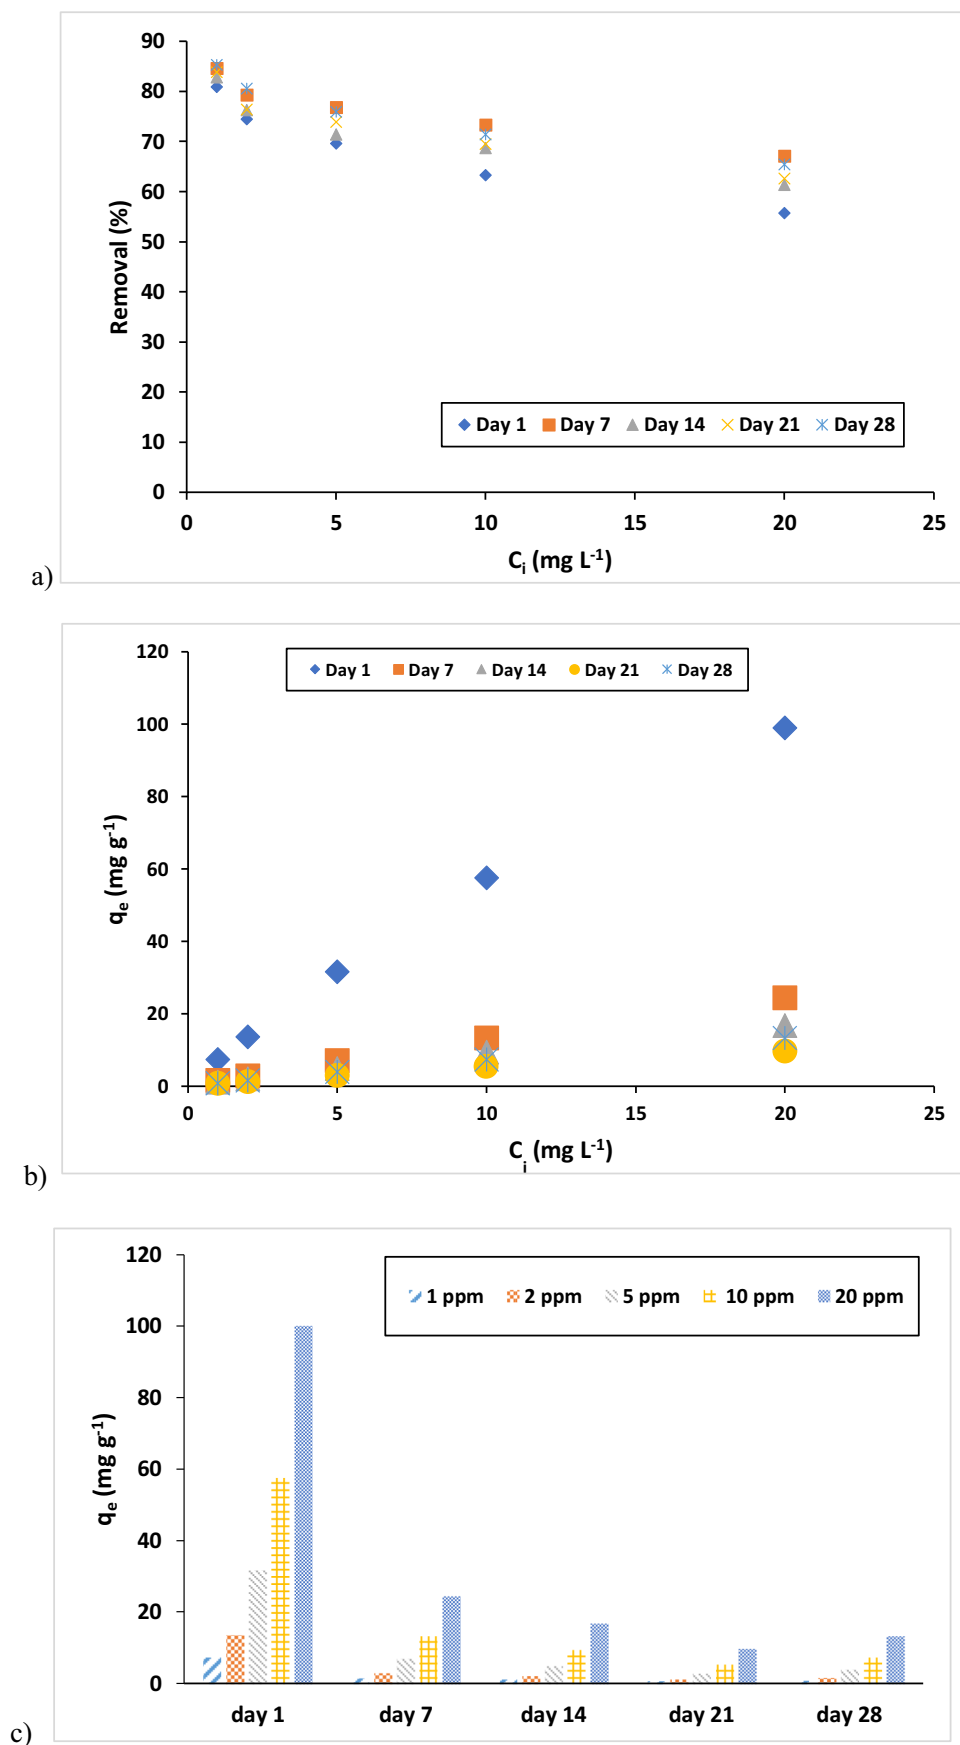 90
80
70
60
50
40
30
20
10
0
Removal (%)
Day 1 Day 7 Day 14 Day 21 Day 28
0 5 10 15 20 25
Cᵢ (mg L⁻¹)
a)
120
100
80
60
40
20
0
qₑ (mg g⁻¹)
Day 1 Day 7 Day 14 Day 21 Day 28
0 5 10 15 20 25
Cᵢ (mg L⁻¹)
b)
120
100
80
60
40
20
0
qₑ (mg g⁻¹)
1 ppm 2 ppm 5 ppm 10 ppm 20 ppm
day 1 day 7 day 14 day 21 day 28
c)